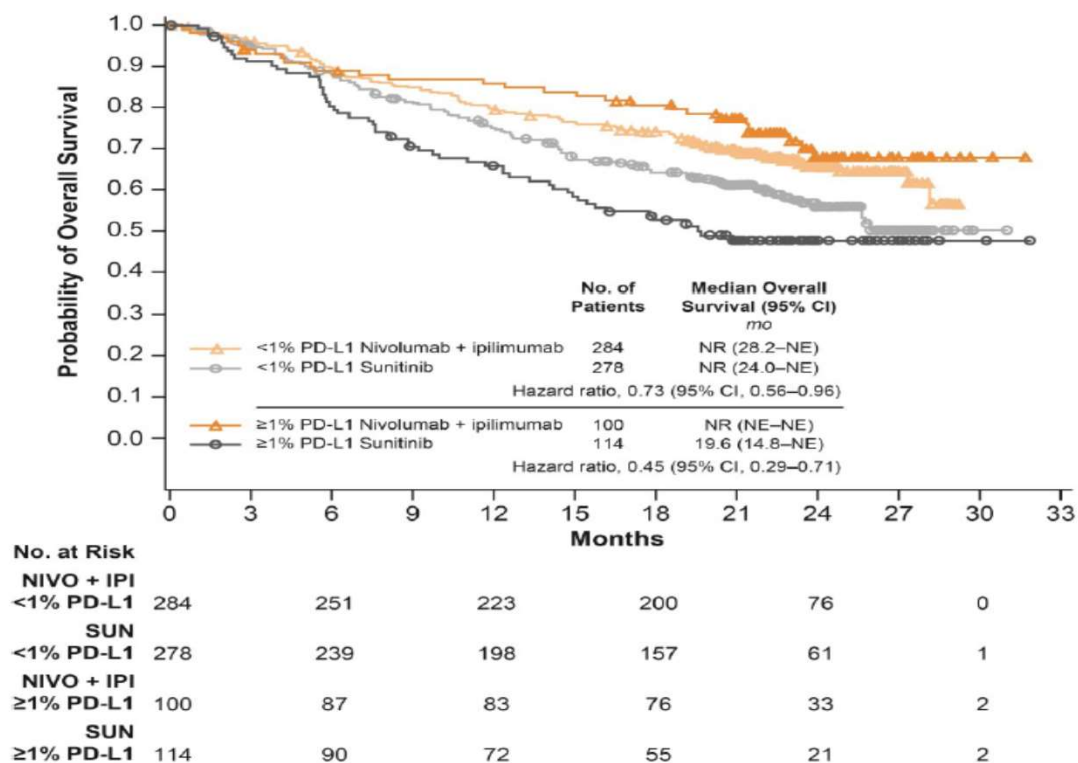 Probability of Overall Survival
1.0
0.9
0.8
0.7
0.6
0.5
0.4
0.3
0.2
0.1
0.0
No. of Patients
Median Overall Survival (95% CI)
mo
<1% PD-L1 Nivolumab + ipilimumab 284 NR (28.2–NE)
<1% PD-L1 Sunitinib 278 NR (24.0–NE)
Hazard ratio, 0.73 (95% CI, 0.56–0.96)
≥1% PD-L1 Nivolumab + ipilimumab 100 NR (NE–NE)
≥1% PD-L1 Sunitinib 114 19.6 (14.8–NE)
Hazard ratio, 0.45 (95% CI, 0.29–0.71)
0 3 6 9 12 15 18 21 24 27 30 33
Months
No. at Risk
NIVO + IPI
<1% PD-L1 284 251 223 200 76 0
SUN
<1% PD-L1 278 239 198 157 61 1
NIVO + IPI
≥1% PD-L1 100 87 83 76 33 2
SUN
≥1% PD-L1 114 90 72 55 21 2